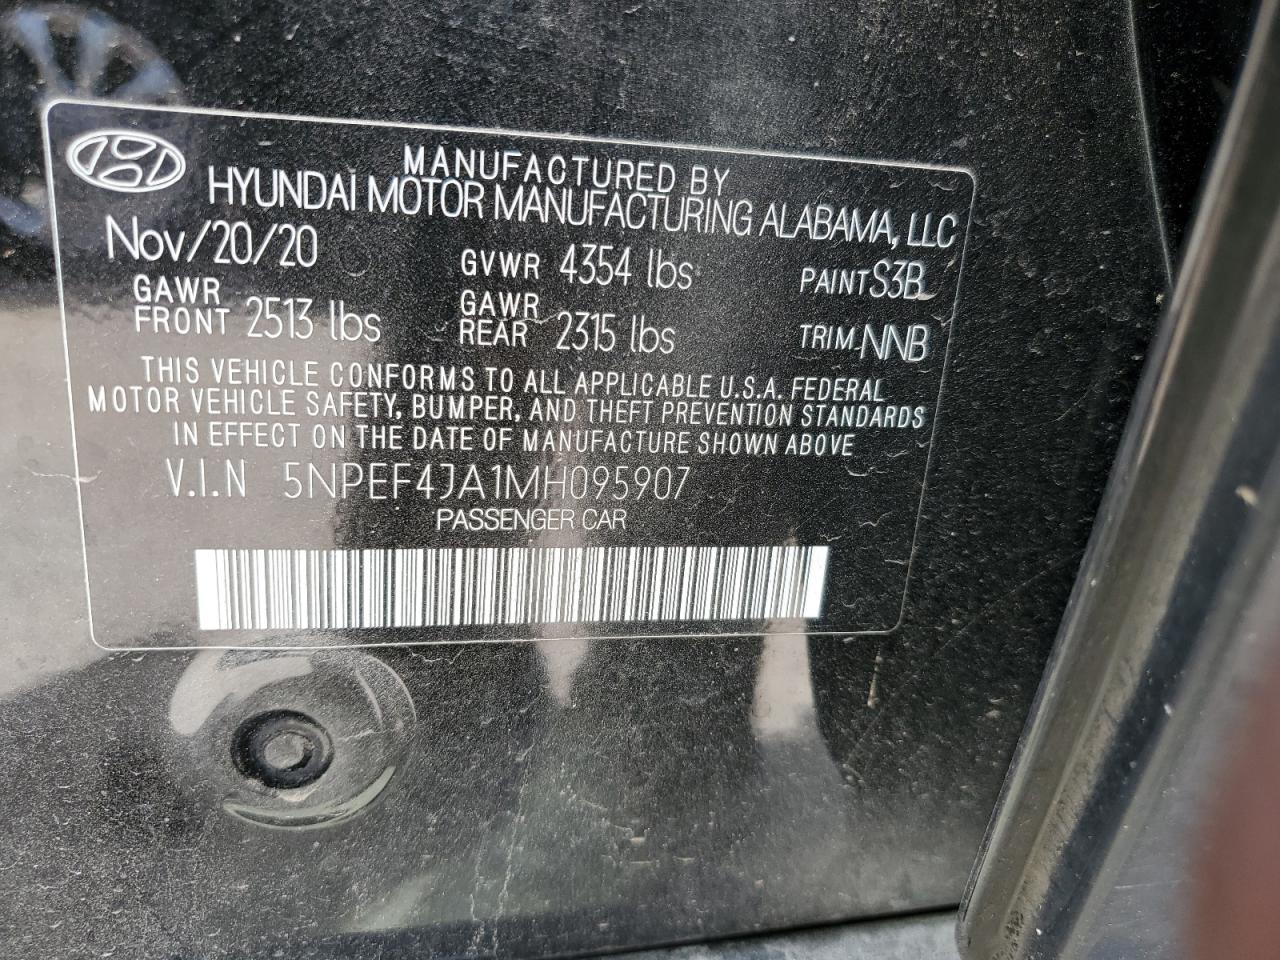 MANUFACTURED BY
HYUNDAI MOTOR MANUFACTURING ALABAMA, LLC
Nov/20/20 GVWR 4354 lbs PAINT S3B
GAWR FRONT 2513 lbs GAWR REAR 2315 lbs TRIM NNB
THIS VEHICLE CONFORMS TO ALL APPLICABLE U.S.A. FEDERAL
MOTOR VEHICLE SAFETY, BUMPER, AND THEFT PREVENTION STANDARDS
IN EFFECT ON THE DATE OF MANUFACTURE SHOWN ABOVE
V.I.N 5NPEF4JA1MH095907
PASSENGER CAR